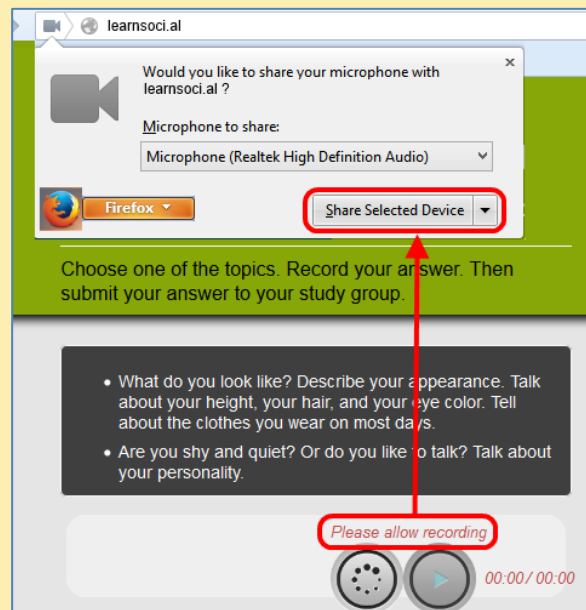 learnsoci.al
Would you like to share your microphone with
learnsoci.al ?
Microphone to share:
Microphone (Realtek High Definition Audio)
Firefox
Share Selected Device
Choose one of the topics. Record your answer. Then
submit your answer to your study group.
• What do you look like? Describe your appearance. Talk
about your height, your hair, and your eye color. Tell
about the clothes you wear on most days.
• Are you shy and quiet? Or do you like to talk? Talk about
your personality.
Please allow recording
00:00/ 00:00